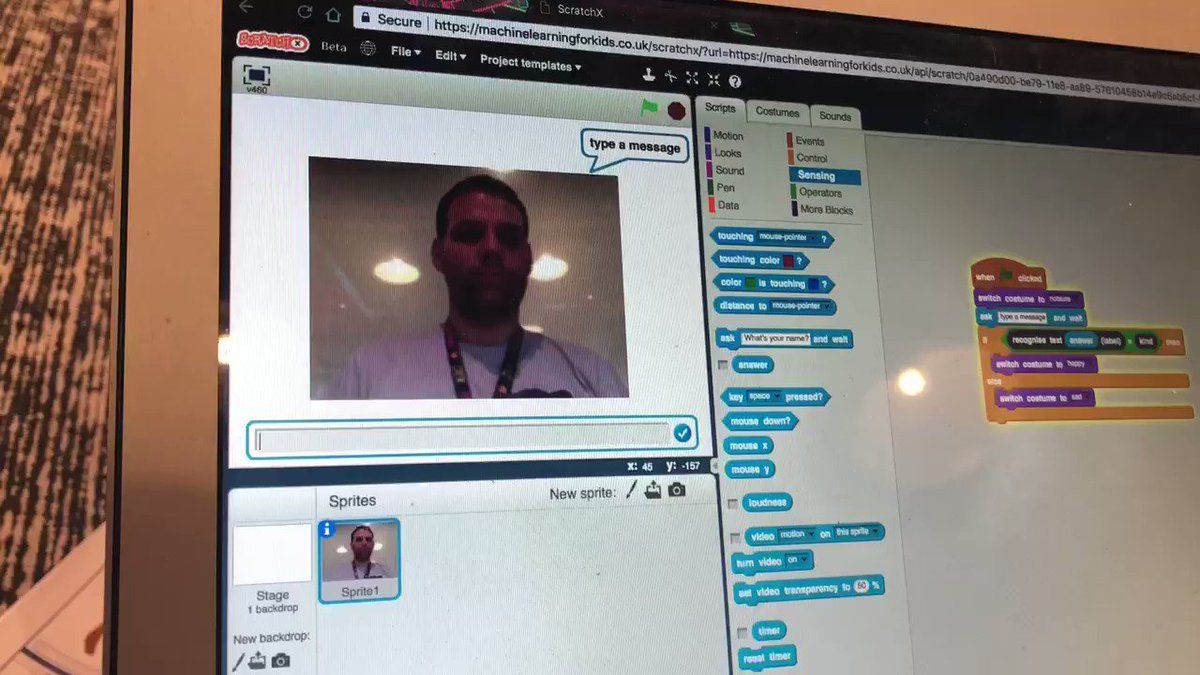 ScratchX
Secure | https://machinelearningforkids.co.uk/scratchx/?url=https://machinelearningforkids.co.uk/api/scratch/0a490d00-be79-11e8-aa89-57610458b14e9c6eb6cf
SCRATCHX Beta File Edit Project templates
v460
type a message
Scripts Costumes Sounds
Motion Events
Looks Control
Sound Sensing
Pen Operators
Data More Blocks
touching mouse-pointer ?
touching color ?
color is touching ?
distance to mouse-pointer
ask What's your name? and wait
answer
key space pressed?
mouse down?
mouse x
mouse y
loudness
video motion on this sprite
turn video on
set video transparency to 50 %
timer
reset timer
when clicked
switch costume to
ask type a message and wait
if recognise text answer (label) = kind then
switch costume to happy
else
switch costume to sad
x: 45 y: -157
Sprites New sprite:
Sprite1
Stage
1 backdrop
New backdrop: